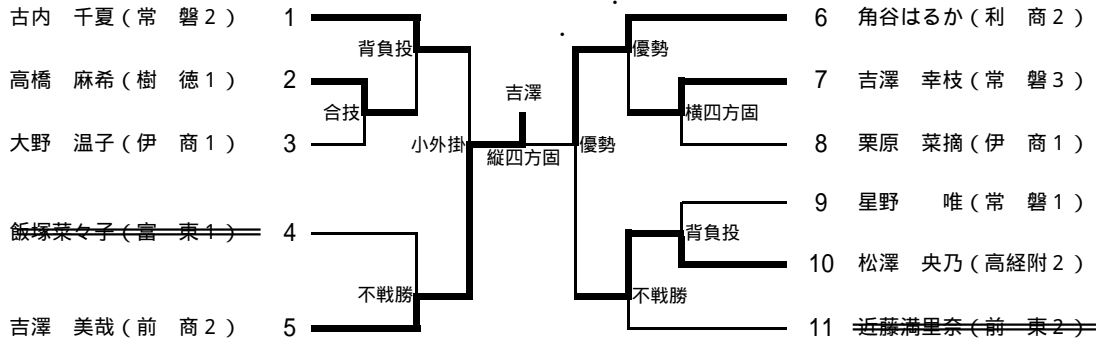 古内　千夏（常　磐２） 1
背負投
高橋　麻希（樹　徳１） 2
合技
大野　温子（伊　商１） 3
小外掛
飯塚菜々子（富　東１） 4
不戦勝
吉澤　美哉（前　商２） 5
吉澤
縦四方固
6 角谷はるか（利　商２）
優勢
7 吉澤　幸枝（常　磐３）
横四方固
8 栗原　菜摘（伊　商１）
優勢
9 星野　　唯（常　磐１）
背負投
10 松澤　央乃（高経附２）
不戦勝
11 近藤満里奈（前　東２）